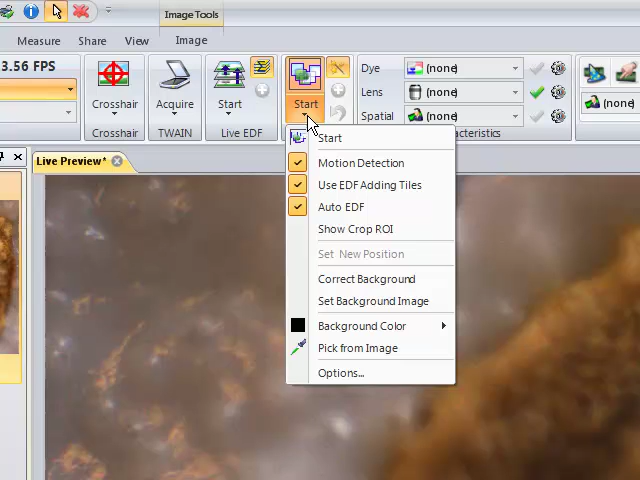 Image Tools
Measure Share View Image
3.56 FPS
Crosshair Acquire Start Start
Dye (none)
Lens (none)
Spatial (none)
(none)
Crosshair TWAIN Live EDF cteristics
Live Preview*
Start
Motion Detection
Use EDF Adding Tiles
Auto EDF
Show Crop ROI
Set New Position
Correct Background
Set Background Image
Background Color
Pick from Image
Options...